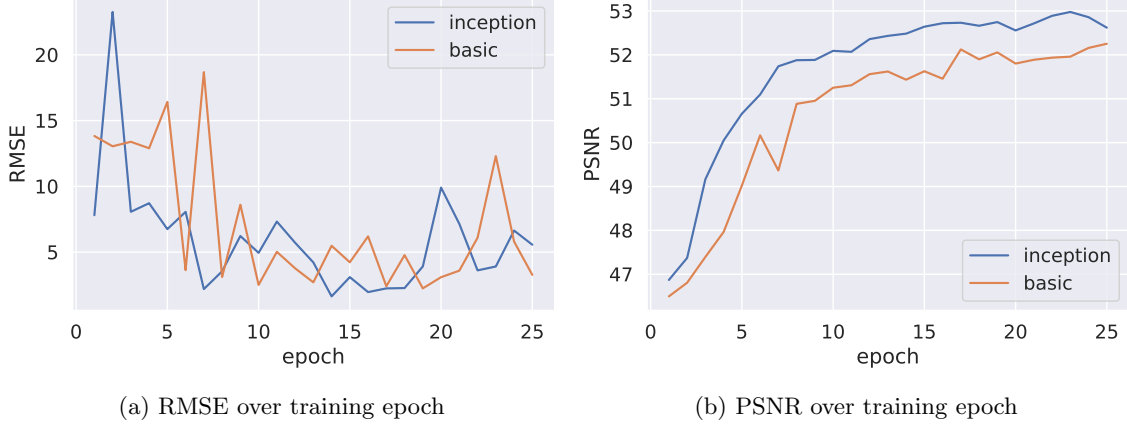 20
15
10
5
RMSE
0 5 10 15 20 25
epoch
inception
basic
(a) RMSE over training epoch
53
52
51
50
49
48
47
PSNR
0 5 10 15 20 25
epoch
inception
basic
(b) PSNR over training epoch